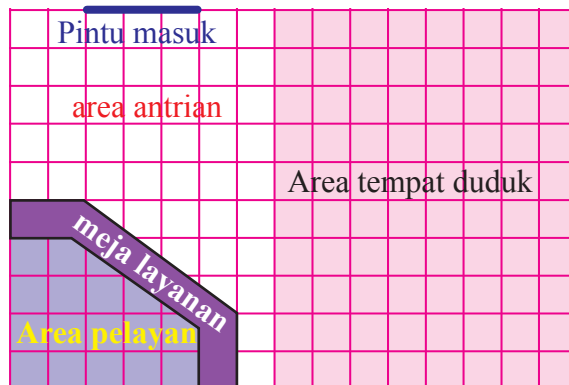 Pintu masuk
area antrian
Area tempat duduk
meja layanan
Area pelayan